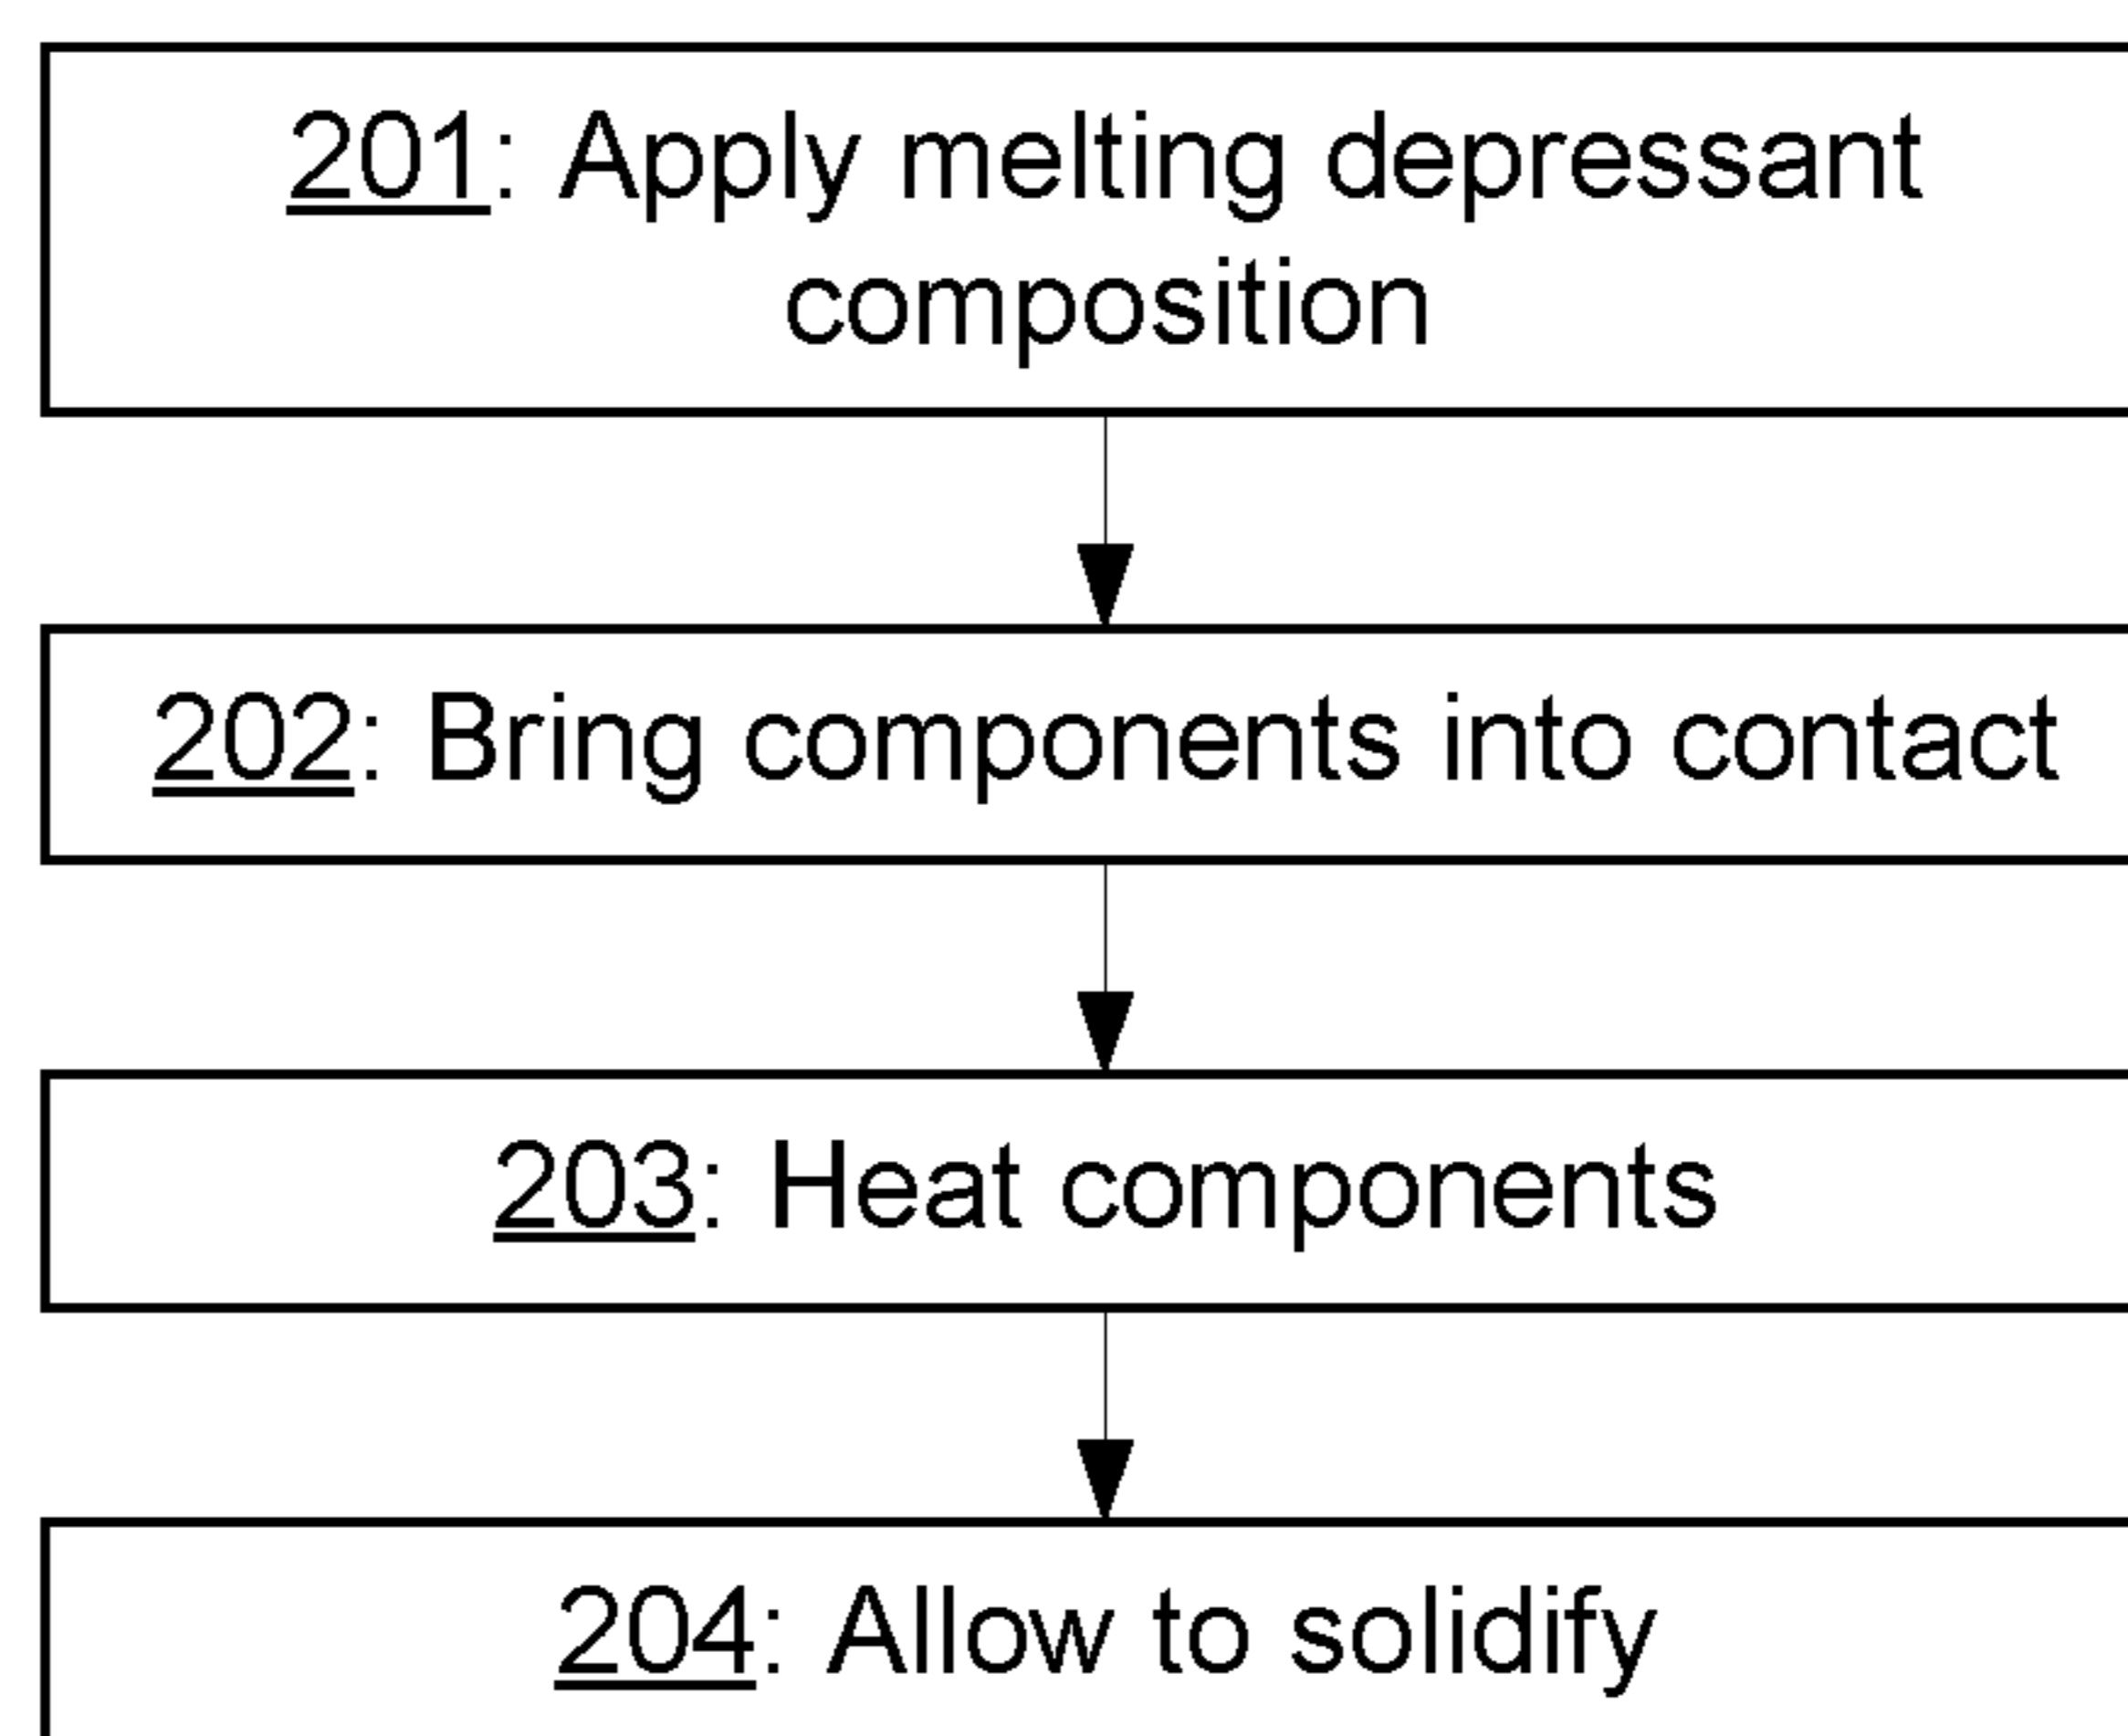 201: Apply melting depressant
composition
202: Bring components into contact
203: Heat components
204: Allow to solidify